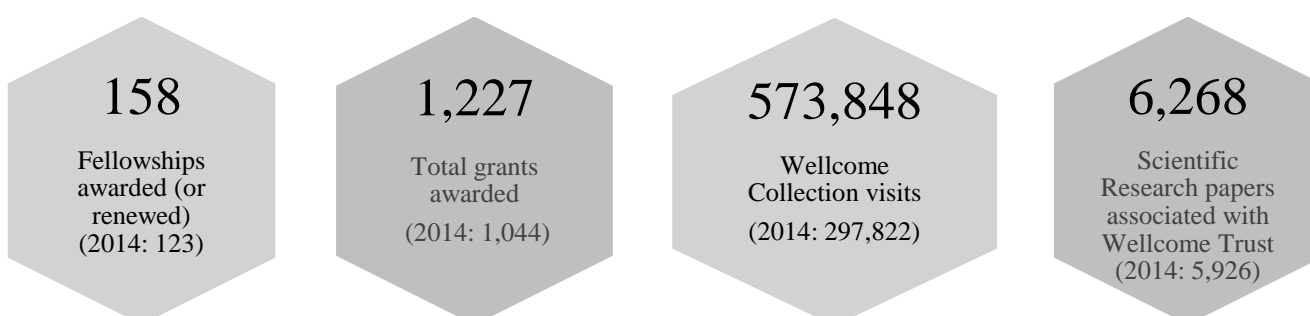 158
Fellowships
awarded (or
renewed)
(2014: 123)
1,227
Total grants
awarded
(2014: 1,044)
573,848
Wellcome
Collection visits
(2014: 297,822)
6,268
Scientific
Research papers
associated with
Wellcome Trust
(2014: 5,926)